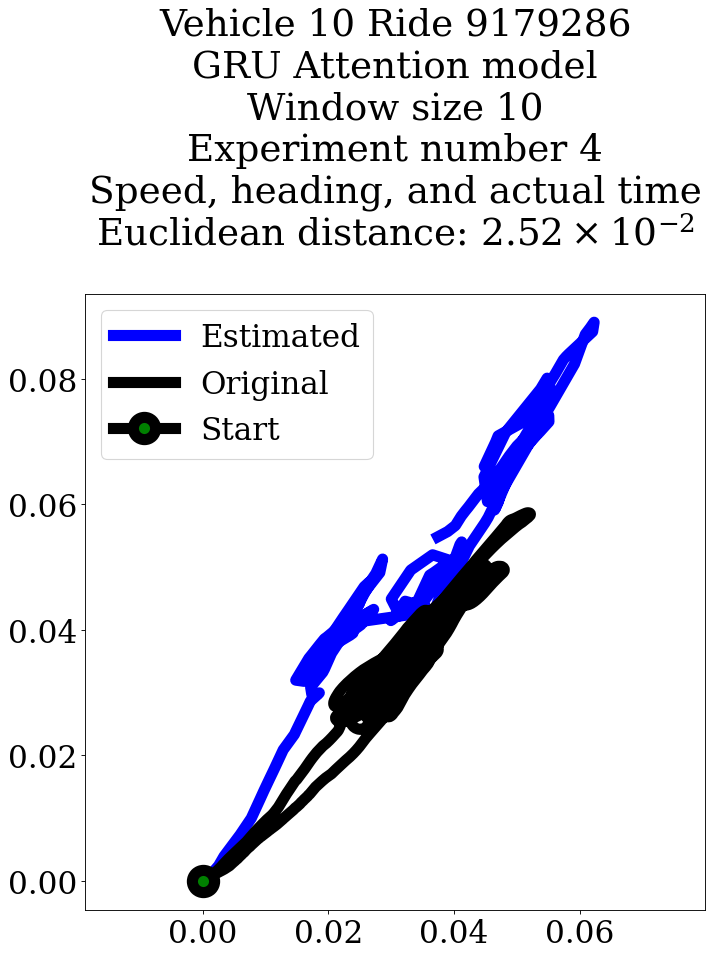 Vehicle 10 Ride 9179286
GRU Attention model
Window size 10
Experiment number 4
Speed, heading, and actual time
Euclidean distance: 2.52 × 10⁻²
Estimated
Original
Start
0.08
0.06
0.04
0.02
0.00
0.00 0.02 0.04 0.06